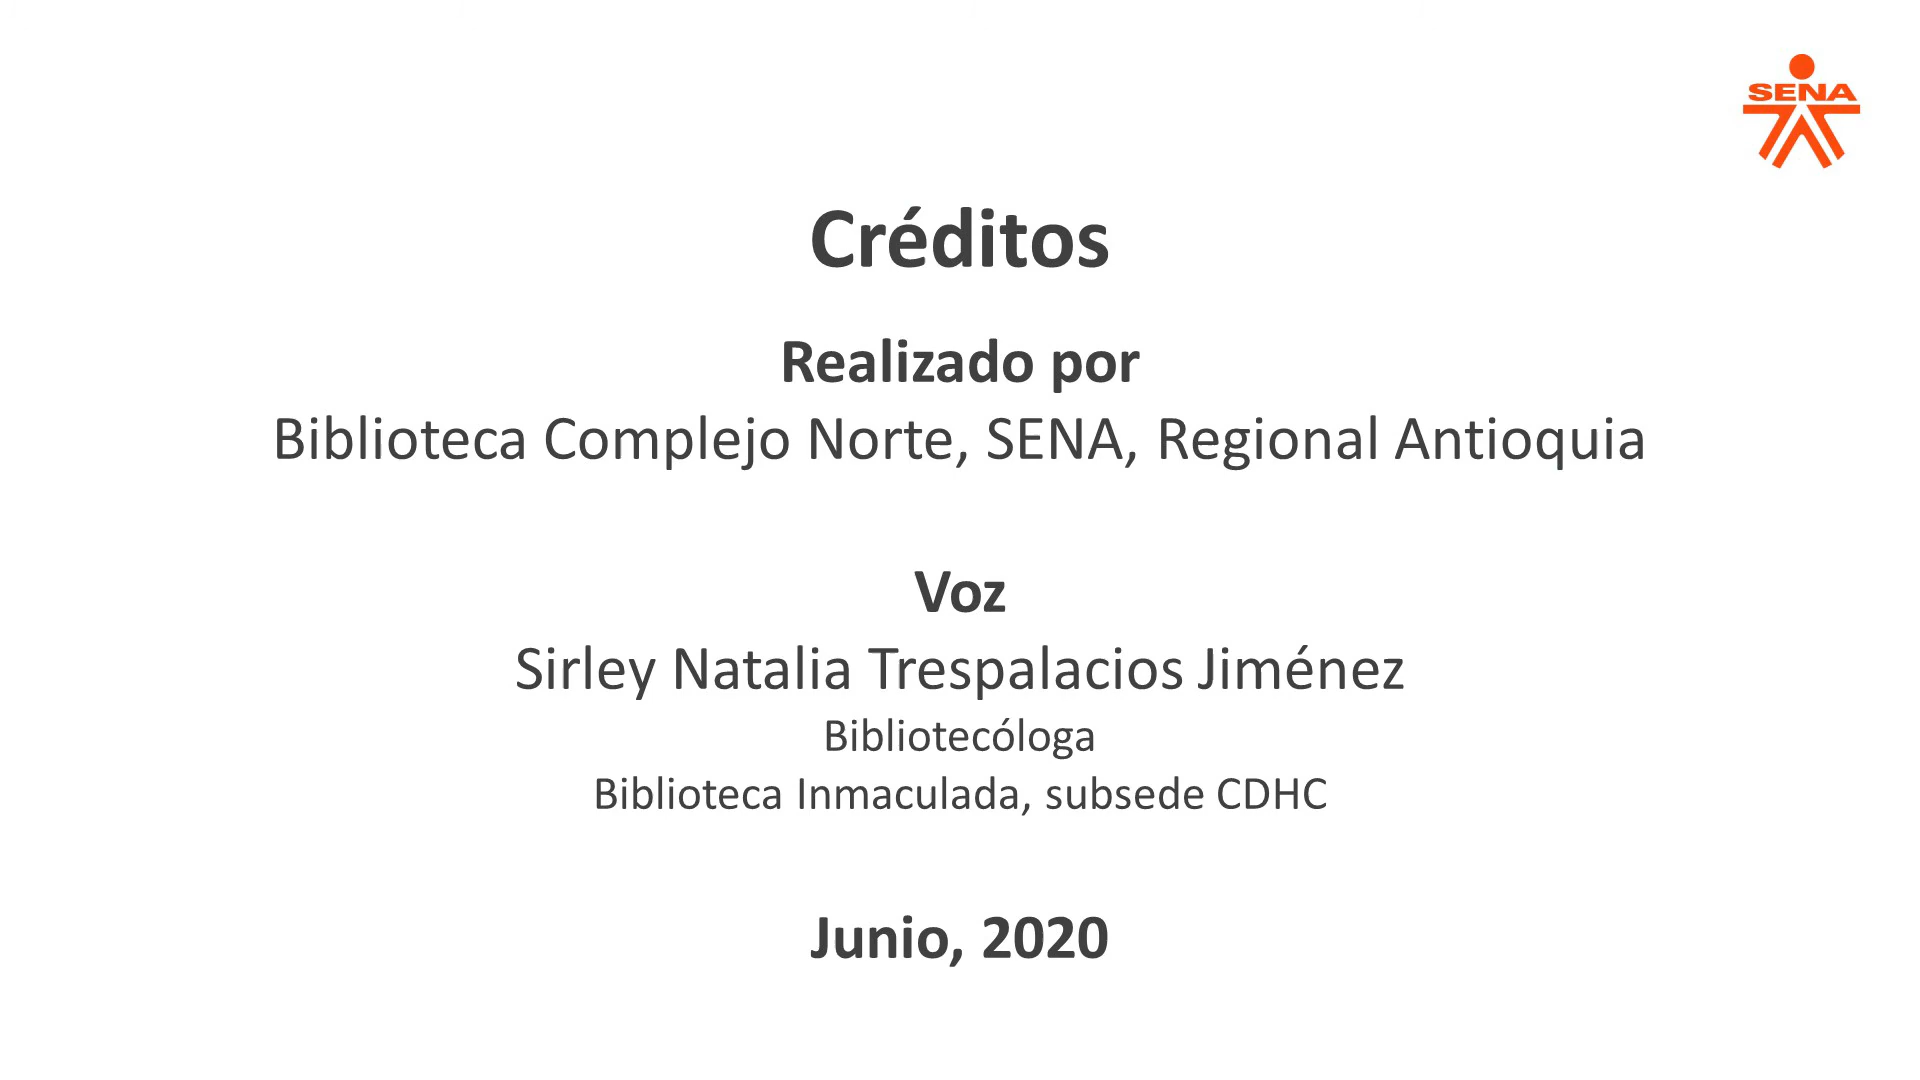 SENA
Créditos
Realizado por
Biblioteca Complejo Norte, SENA, Regional Antioquia
Voz
Sirley Natalia Trespalacios Jiménez
Bibliotecóloga
Biblioteca Inmaculada, subsede CDHC
Junio, 2020